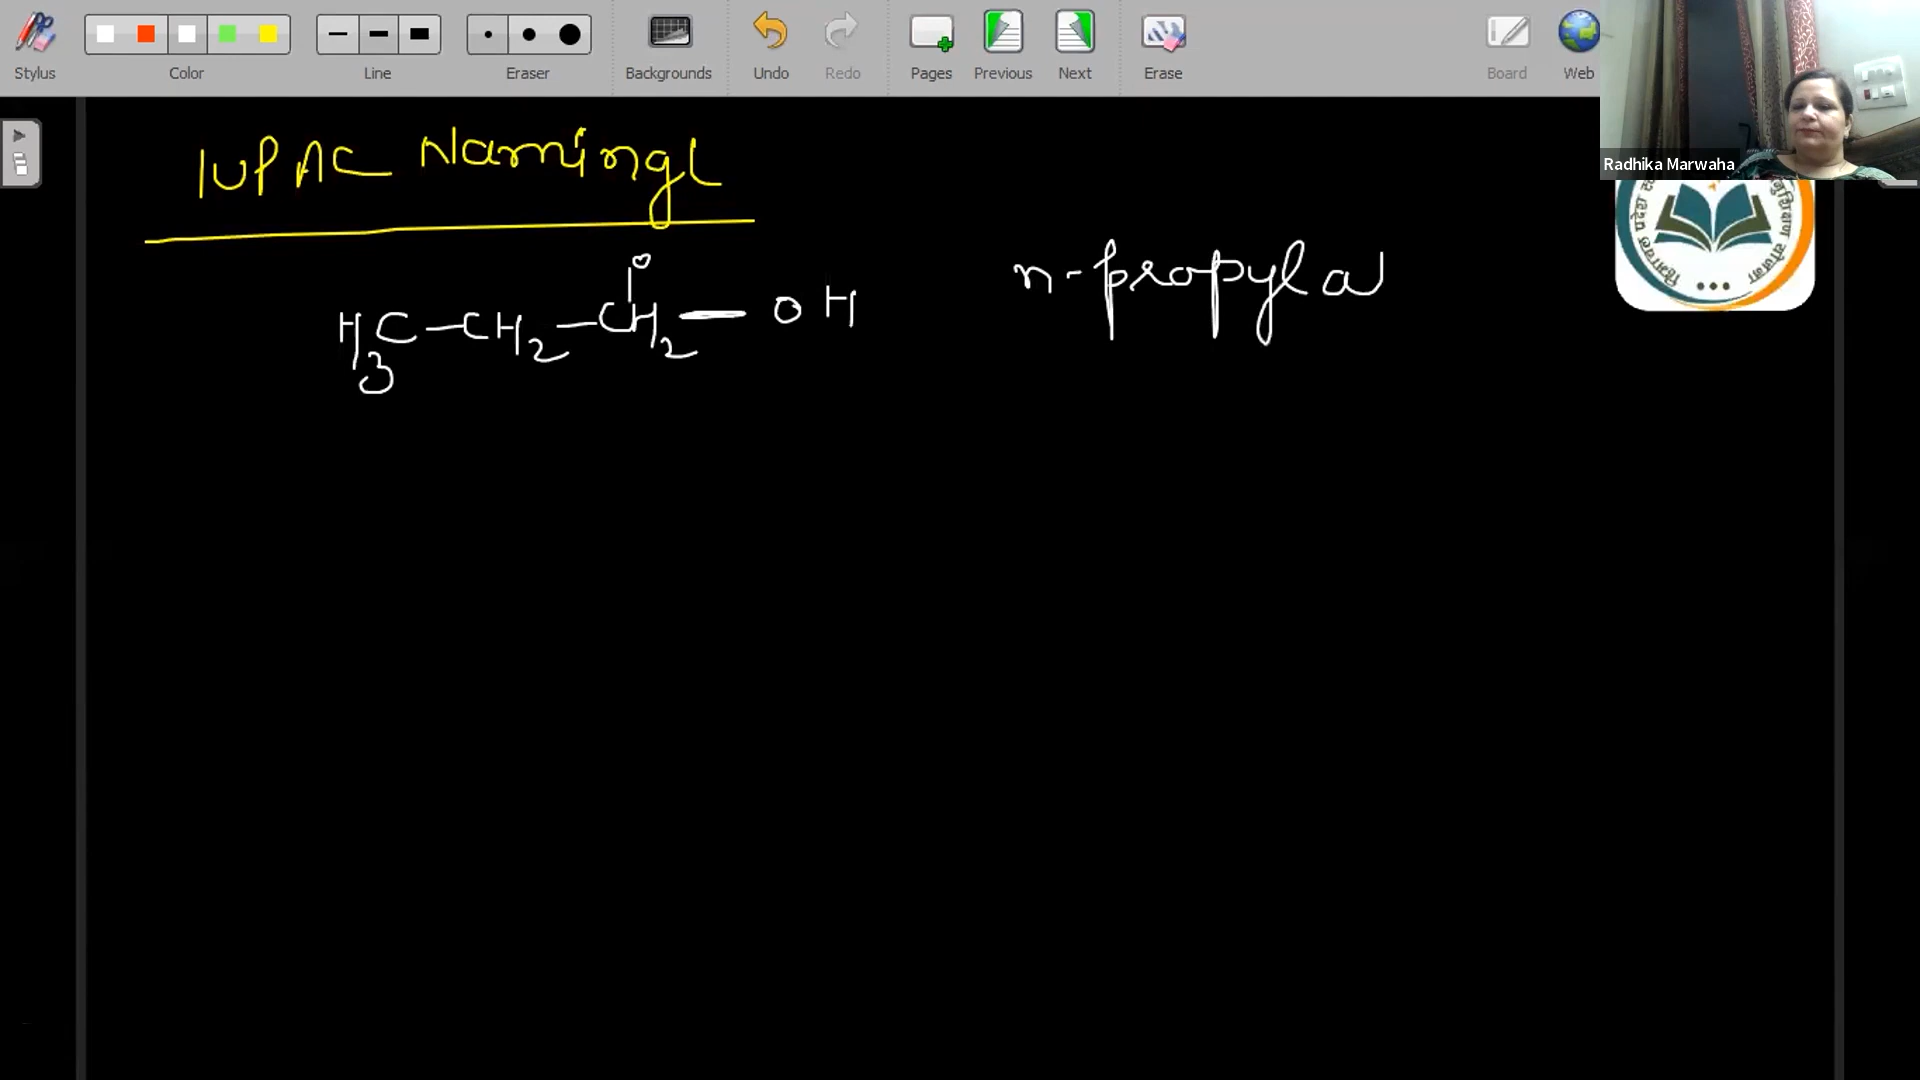 Stylus
Color
Line
Eraser
Backgrounds
Undo
Redo
Pages
Previous
Next
Erase
Board
Web
Radhika Marwaha
IUPAC Naming
1°
H3C-CH2-CH2-OH
n-propyl al